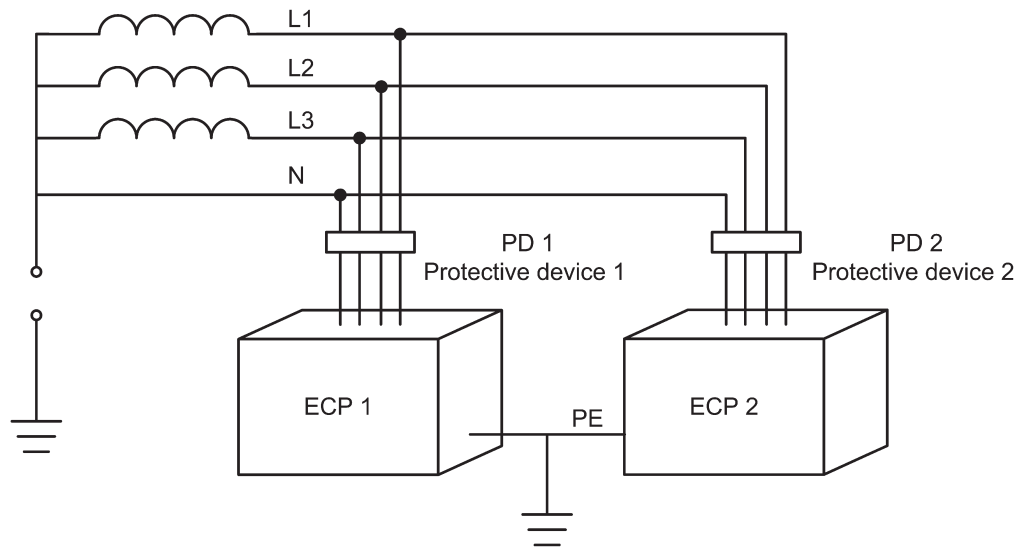 L1
L2
L3
N
PD 1
Protective device 1
PD 2
Protective device 2
ECP 1
PE
ECP 2